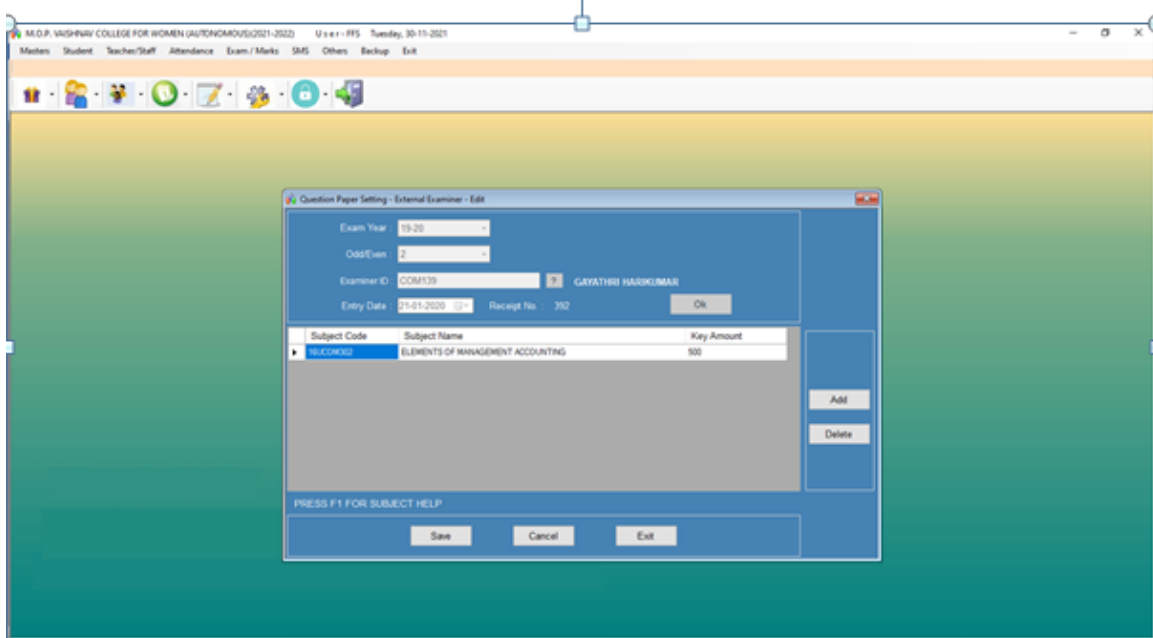 M.O.P. VAISHNAV COLLEGE FOR WOMEN (AUTONOMOUS)(2021-2022) User - FFS Tuesday, 30-11-2021
Masters Student Teacher/Staff Attendance Exam / Marks SMS Others Backup Exit
Question Paper Setting - External Examiner - Edit
Exam Year : 19-20
Odd/Even : 2
Examiner ID : COM139 ? GAYATHRI HARIKUMAR
Entry Date : 21-01-2020 Receipt No. : 392 Ok
Subject Code Subject Name Key Amount
16UCOM302 ELEMENTS OF MANAGEMENT ACCOUNTING 500
Add
Delete
PRESS F1 FOR SUBJECT HELP
Save Cancel Exit